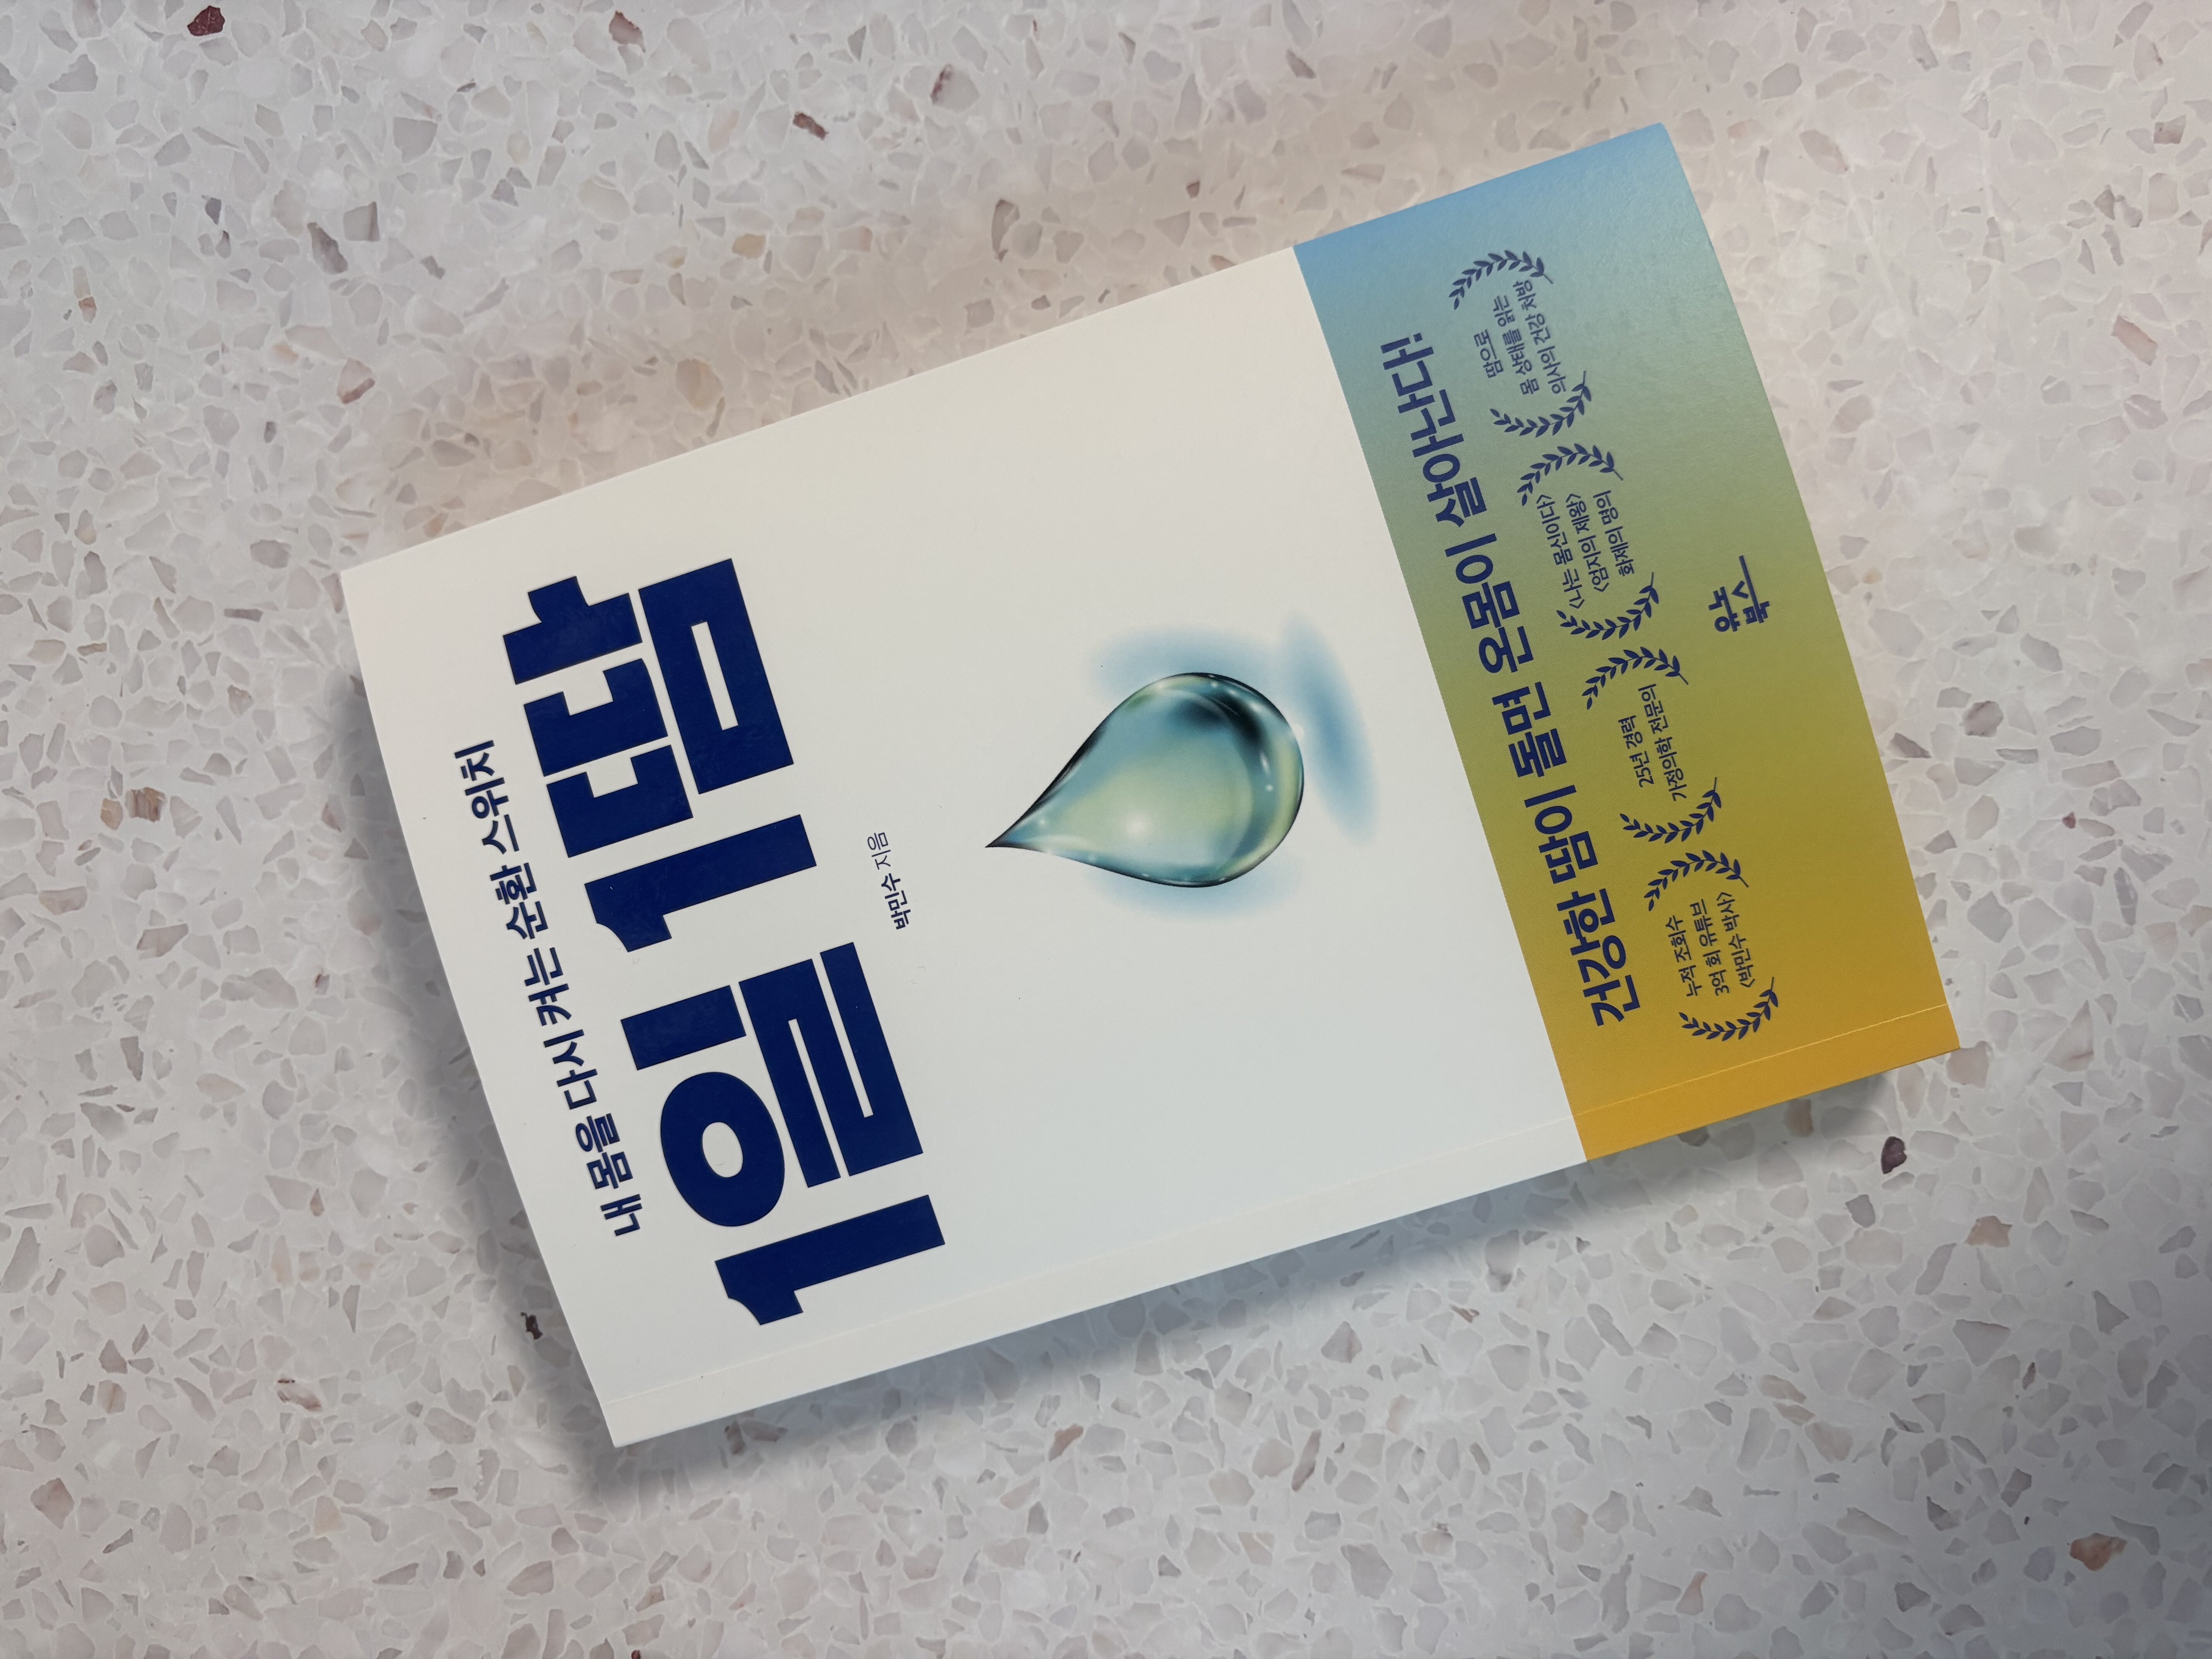 내 몸을 다시 켜는 순환 스위치
1일 1땀
박민수 지음
건강한 땀이 돌면 온몸이 살아난다!
누적 조회수
3억 회 유튜브
<박민수 박사>
25년 경력
가정의학 전문의
<나는 몸신이다>
<엄지의 제왕>
화제의 명의
땀으로
몸 상태를 읽는
의사의 건강 처방
유노
북스